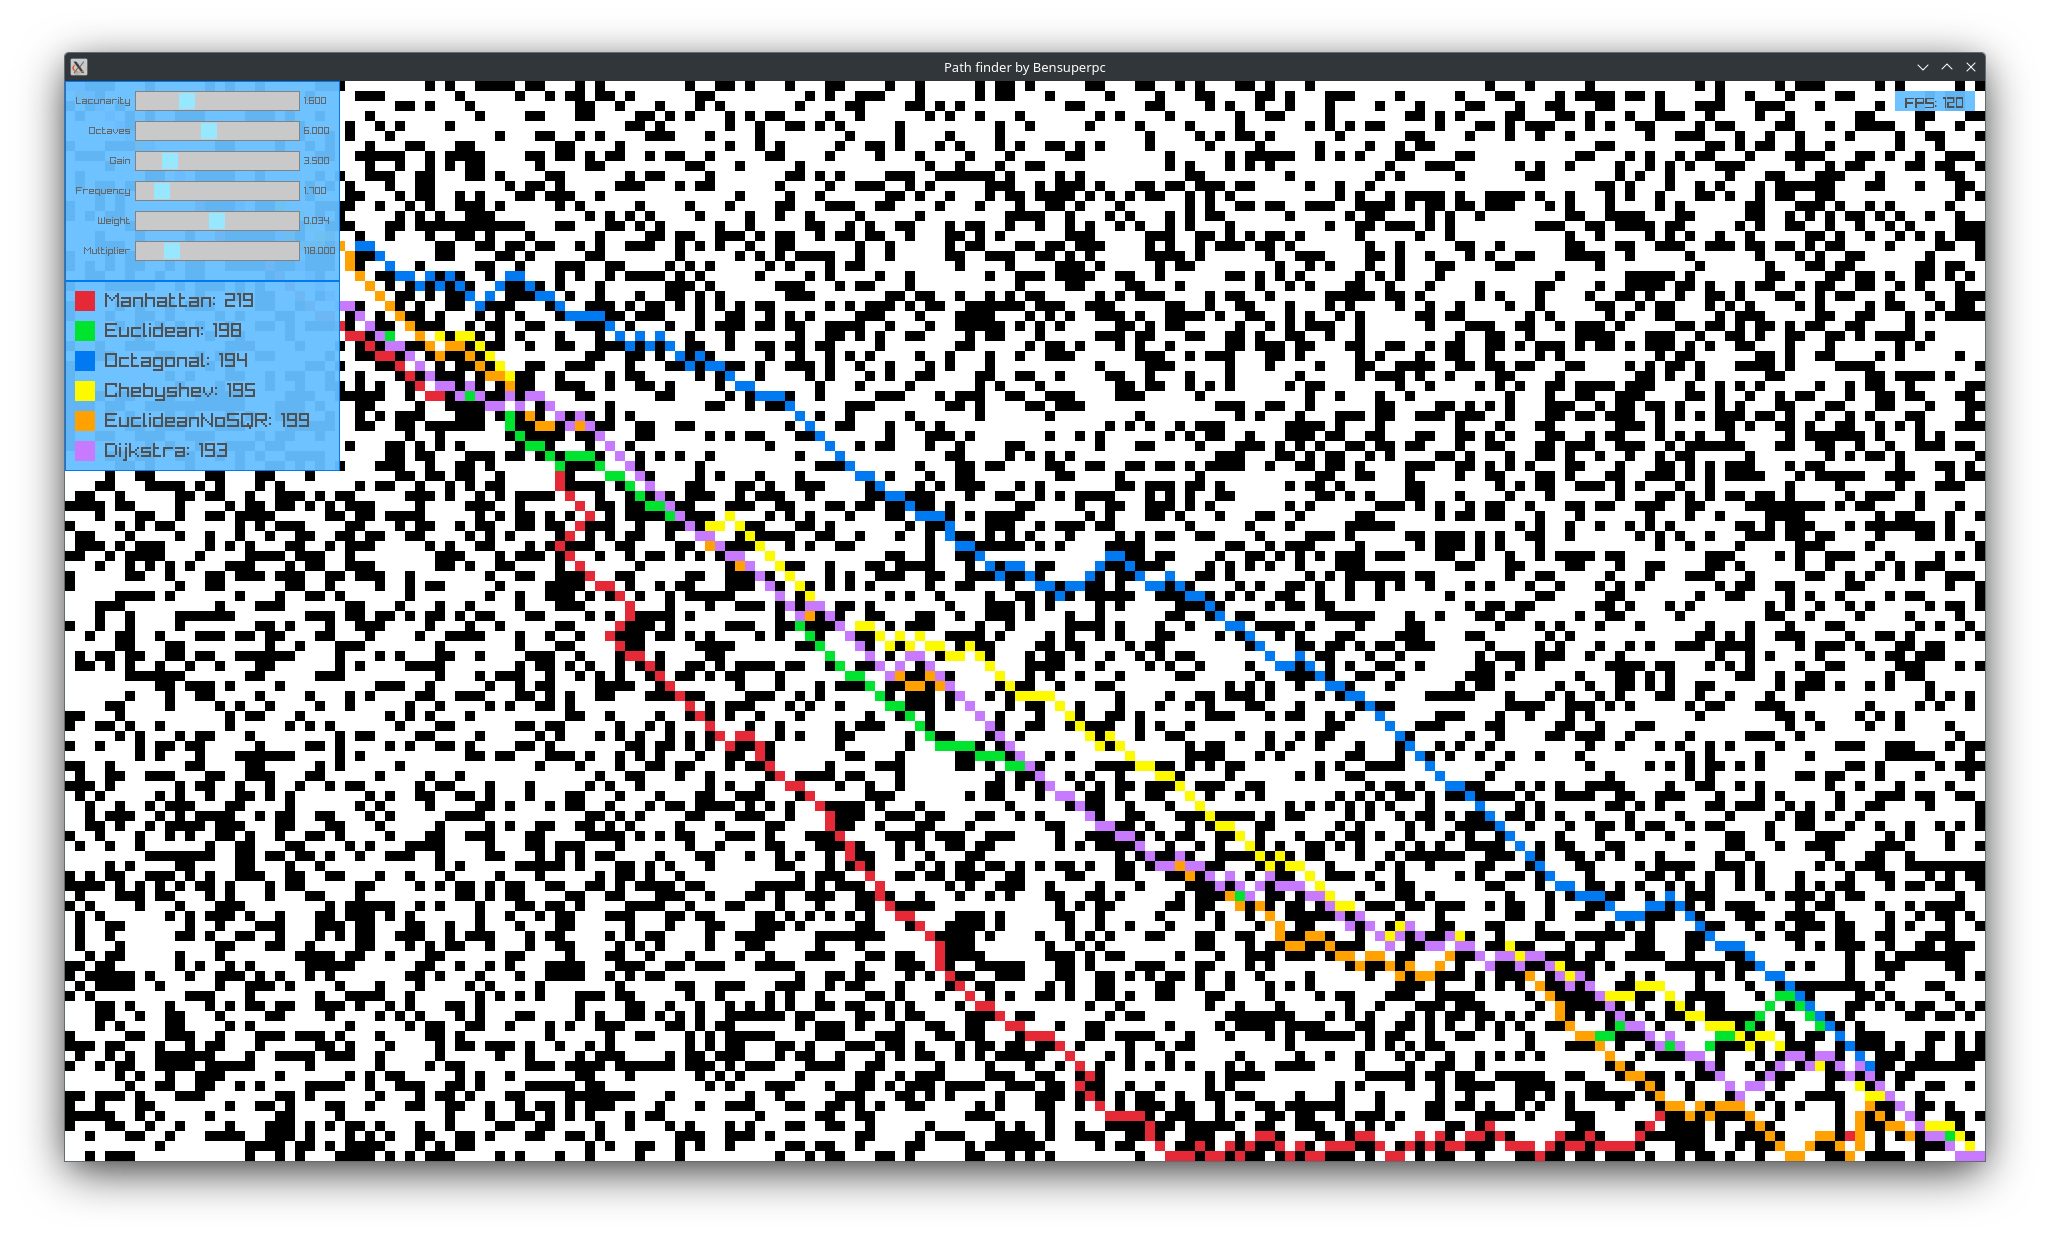 Path finder by Bensuperpc
Lacunarity 1.600
FPS: 120
Octaves 6.000
Gain 3.500
Frequency 1.700
Weight 0.034
Multiplier 118.000
Manhattan: 219
Euclidean: 198
Octagonal: 194
Chebyshev: 195
EuclideanNoSQR: 199
Dijkstra: 193